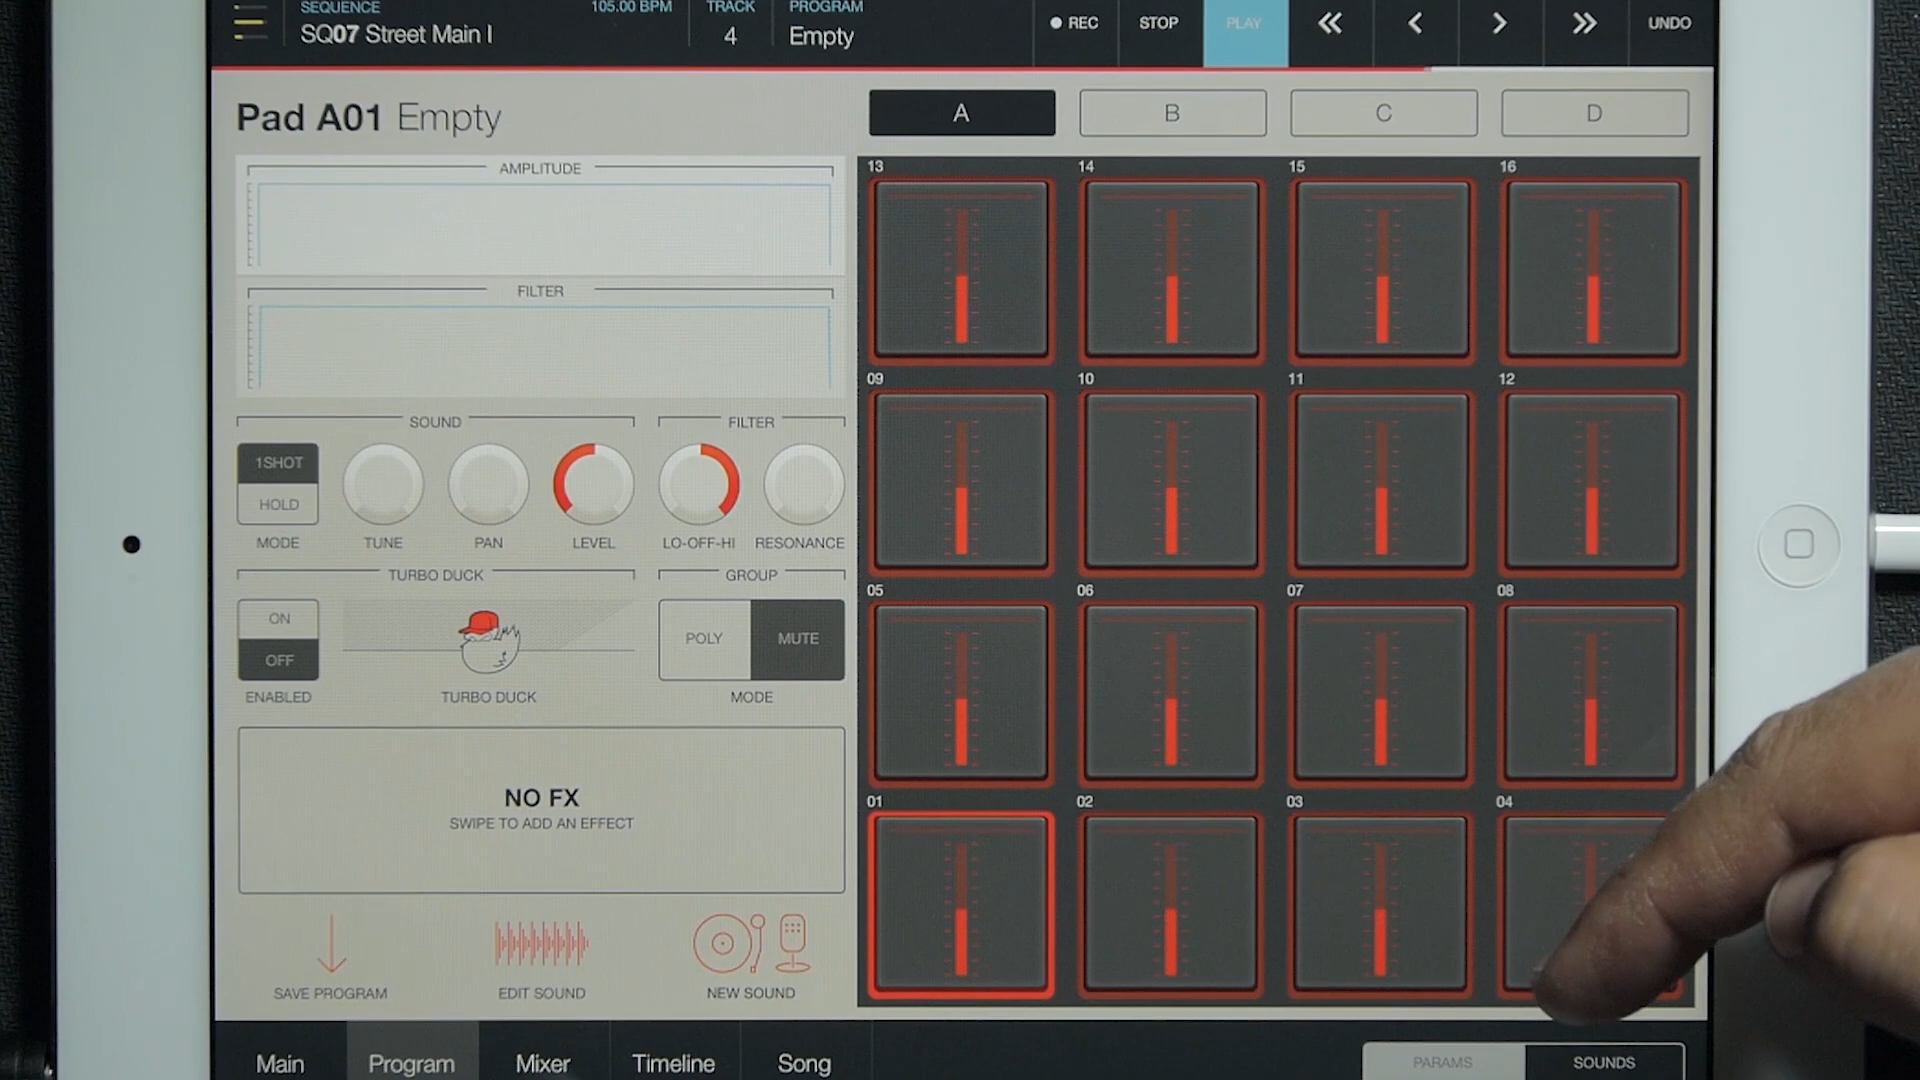 SEQUENCE
105.00 BPM
TRACK
PROGRAM
SQ07 Street Main I
4
Empty
REC
STOP
PLAY
UNDO
Pad A01 Empty
A
B
C
D
AMPLITUDE
FILTER
SOUND
FILTER
1SHOT
HOLD
MODE
TUNE
PAN
LEVEL
LO-OFF-HI
RESONANCE
TURBO DUCK
GROUP
ON
OFF
POLY
MUTE
ENABLED
TURBO DUCK
MODE
NO FX
SWIPE TO ADD AN EFFECT
SAVE PROGRAM
EDIT SOUND
NEW SOUND
13
14
15
16
09
10
11
12
05
06
07
08
01
02
03
04
Main
Program
Mixer
Timeline
Song
PARAMS
SOUNDS